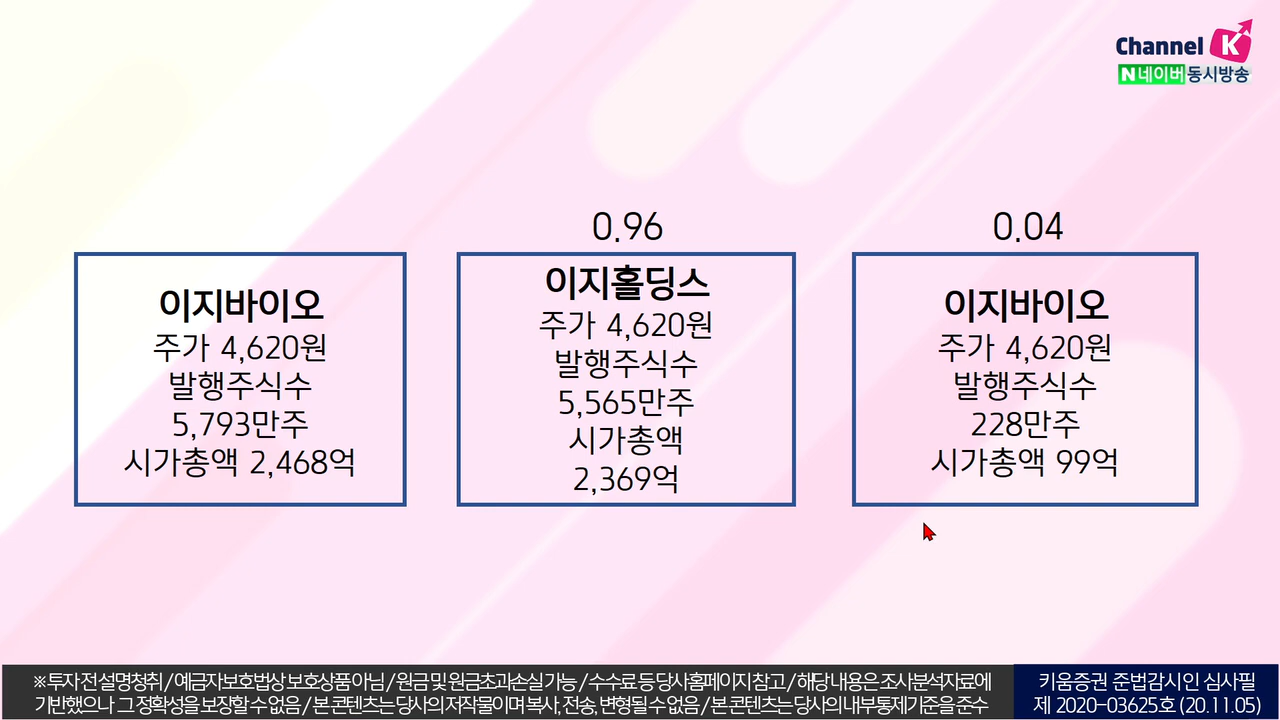 Channel K
N 네이버 동시방송
0.96
0.04
이지바이오
주가 4,620원
발행주식수
5,793만주
시가총액 2,468억
이지홀딩스
주가 4,620원
발행주식수
5,565만주
시가총액
2,369억
이지바이오
주가 4,620원
발행주식수
228만주
시가총액 99억
※ 투자 전 설명청취 / 예금자보호법상 보호상품 아님 / 원금 및 원금초과손실 가능 / 수수료 등 당사홈페이지 참고 / 해당 내용은 조사분석자료에
기반했으나 그 정확성을 보장할 수 없음 / 본 콘텐츠는 당사의 저작물이며 복사, 전송, 변형될 수 없음 / 본 콘텐츠는 당사의 내부통제기준을 준수
키움증권 준법감시인 심사필
제 2020-03625호 (20.11.05)